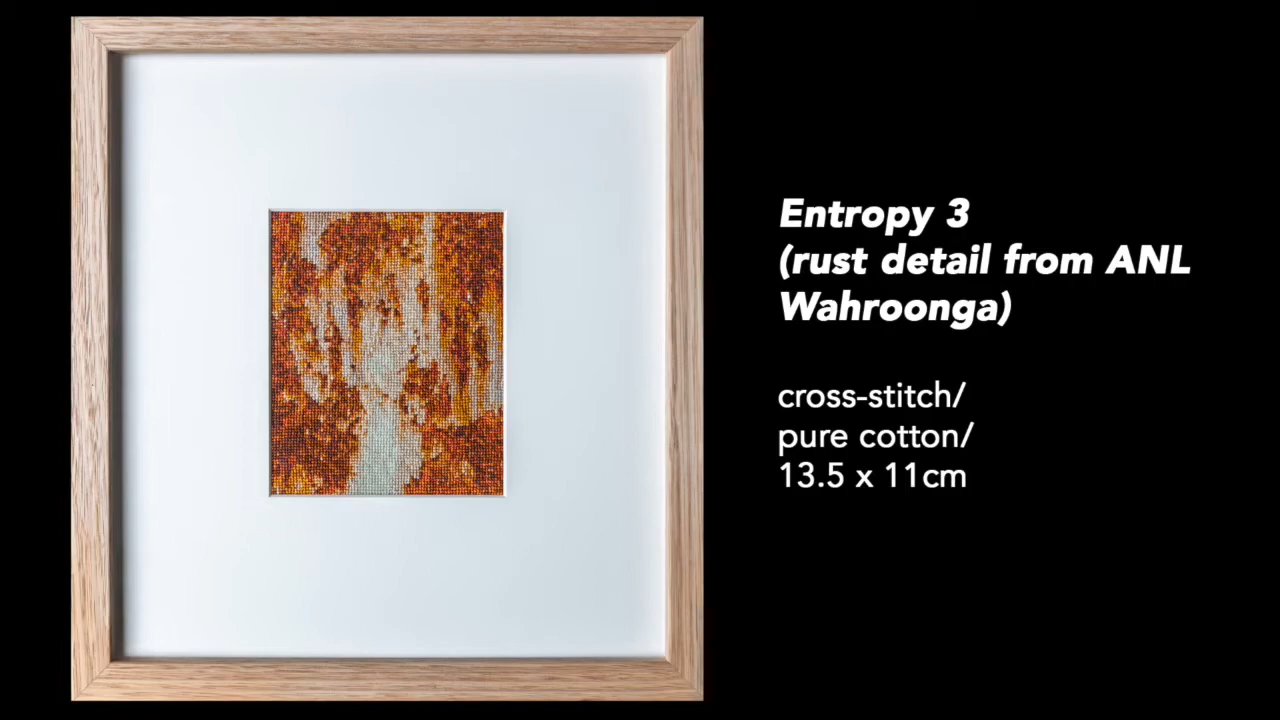 Entropy 3
(rust detail from ANL
Wahroonga)
cross-stitch/
pure cotton/
13.5 x 11cm